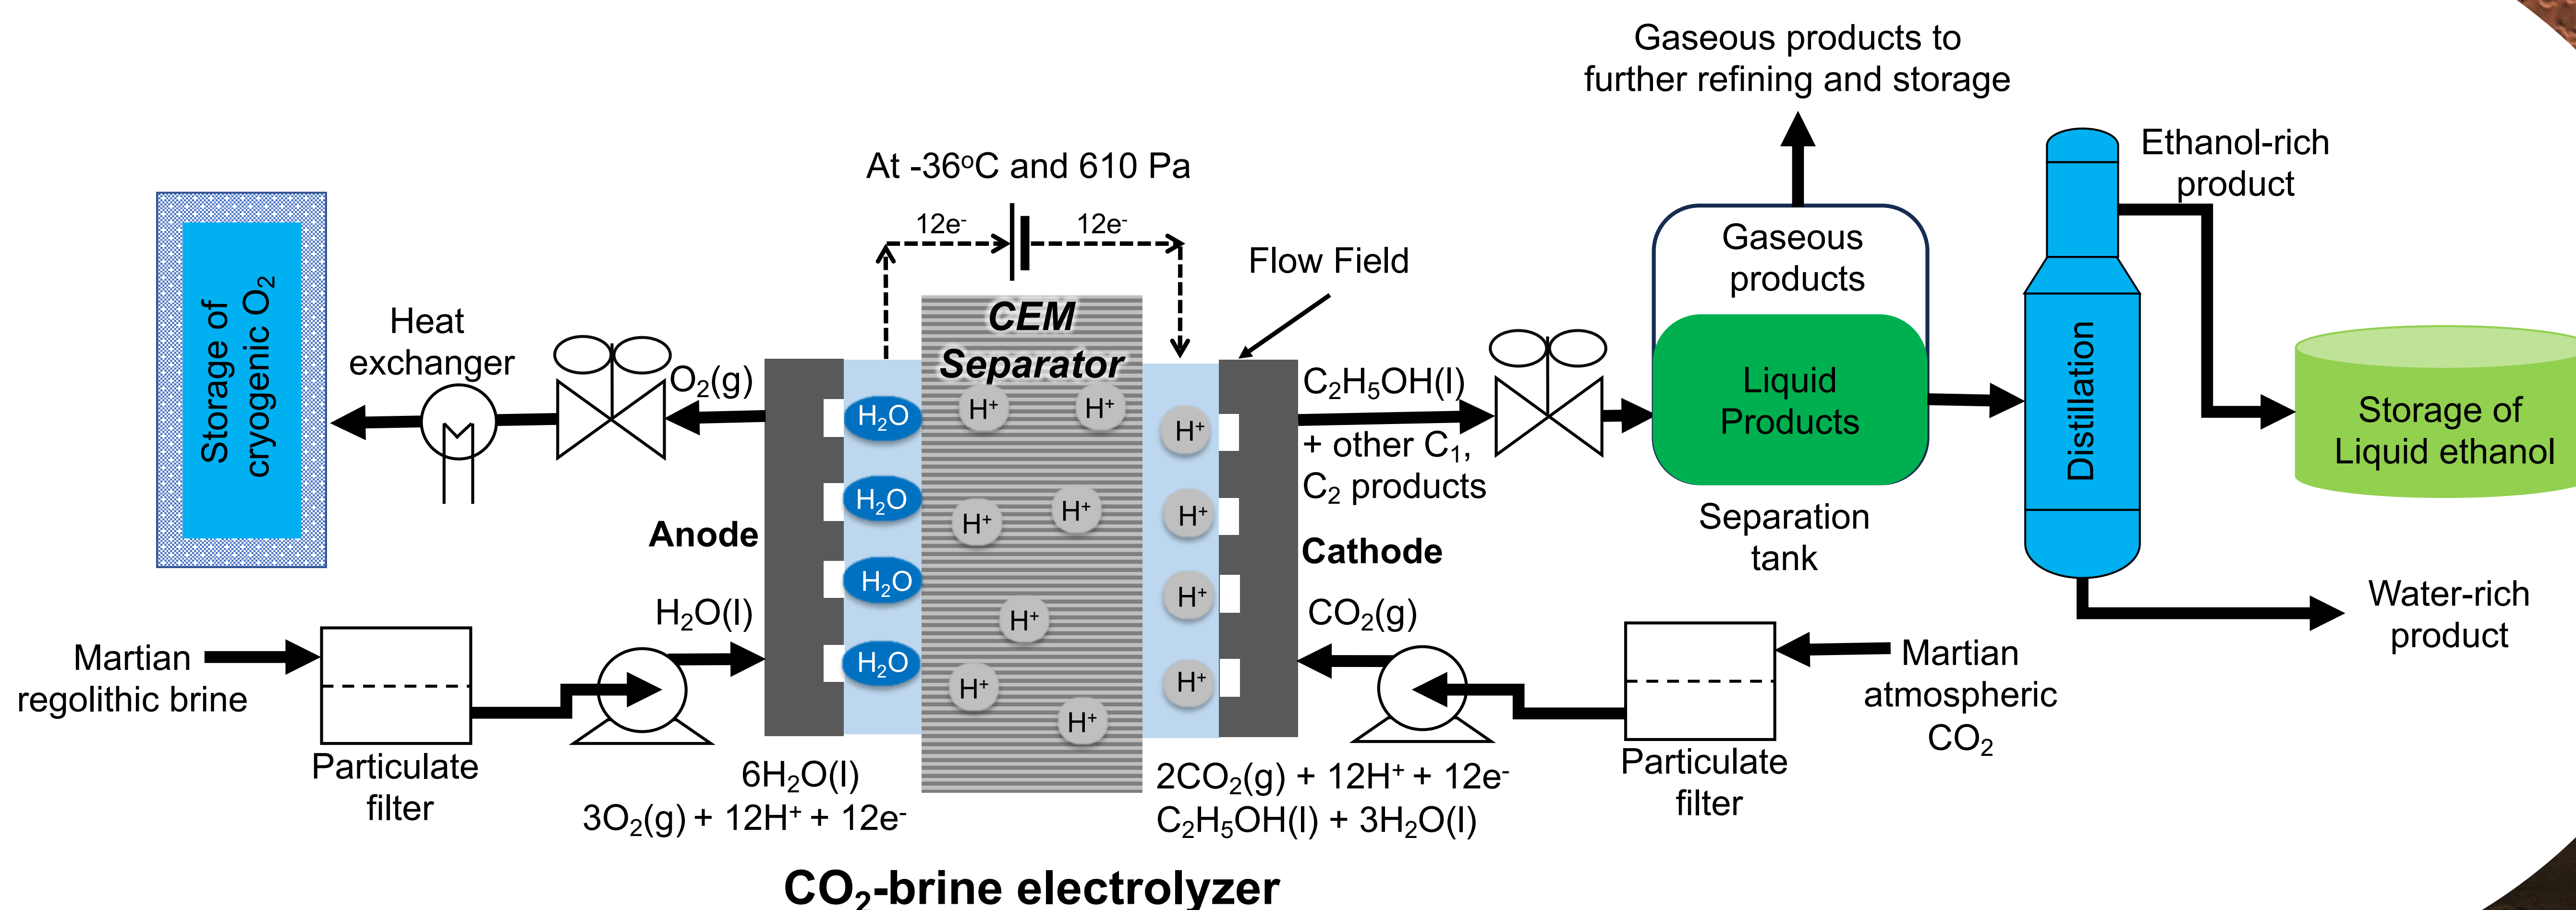 Gaseous products to
further refining and storage
Ethanol-rich
product
At -36°C and 610 Pa
12e⁻
12e⁻
Flow Field
Gaseous
products
Storage of
cryogenic O₂
Heat
exchanger
O₂(g)
CEM
Separator
H₂O
H₂O
H₂O
H₂O
H⁺
H⁺
H⁺
H⁺
H⁺
H⁺
H⁺
H⁺
H⁺
H⁺
H⁺
C₂H₅OH(l)
+ other C₁,
C₂ products
Liquid
Products
Separation
tank
Distillation
Storage of
Liquid ethanol
Anode
Cathode
H₂O(l)
CO₂(g)
Martian
regolithic brine
Particulate
filter
Martian
atmospheric
CO₂
Particulate
filter
Water-rich
product
6H₂O(l)
3O₂(g) + 12H⁺ + 12e⁻
2CO₂(g) + 12H⁺ + 12e⁻
C₂H₅OH(l) + 3H₂O(l)
CO₂-brine electrolyzer